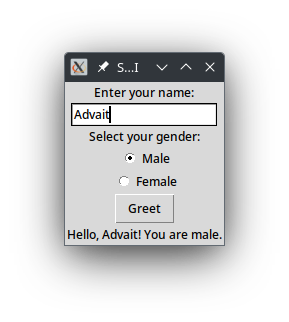 S...I
Enter your name:
Advait
Select your gender:
Male
Female
Greet
Hello, Advait! You are male.